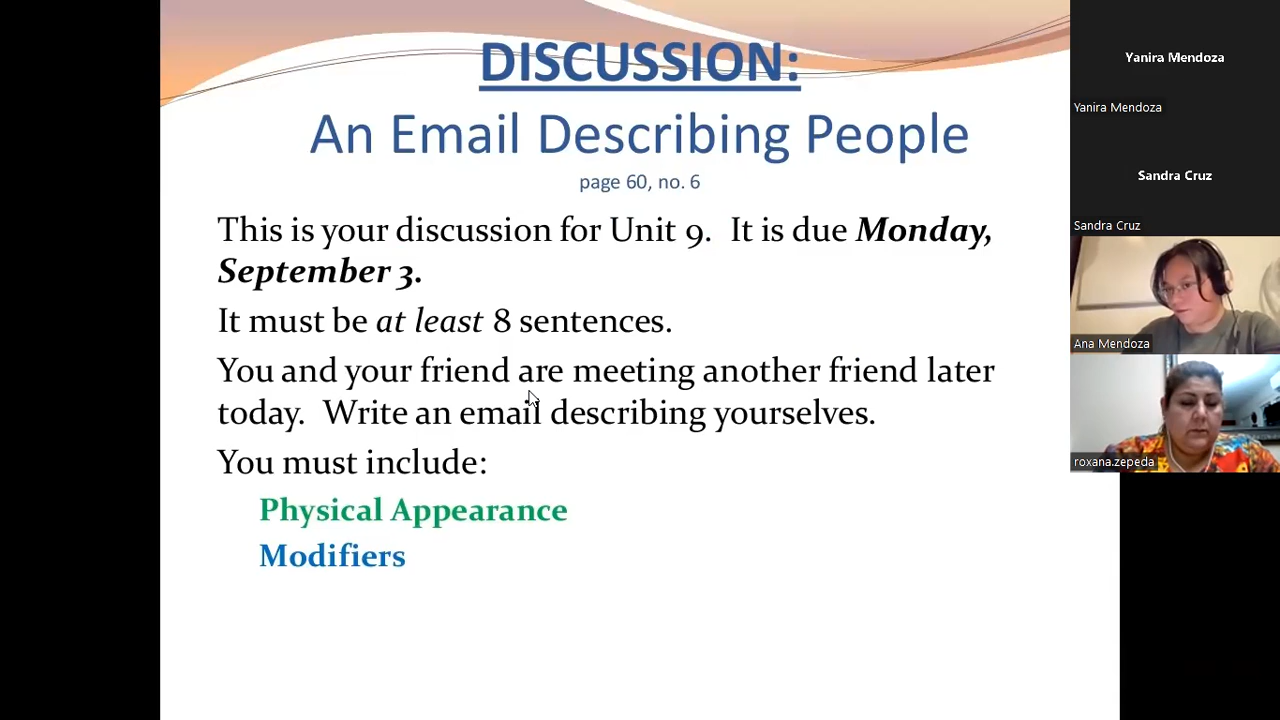 DISCUSSION:
An Email Describing People
page 60, no. 6
This is your discussion for Unit 9. It is due Monday,
September 3.
It must be at least 8 sentences.
You and your friend are meeting another friend later
today. Write an email describing yourselves.
You must include:
Physical Appearance
Modifiers
Yanira Mendoza
Yanira Mendoza
Sandra Cruz
Sandra Cruz
Ana Mendoza
roxana.zepeda